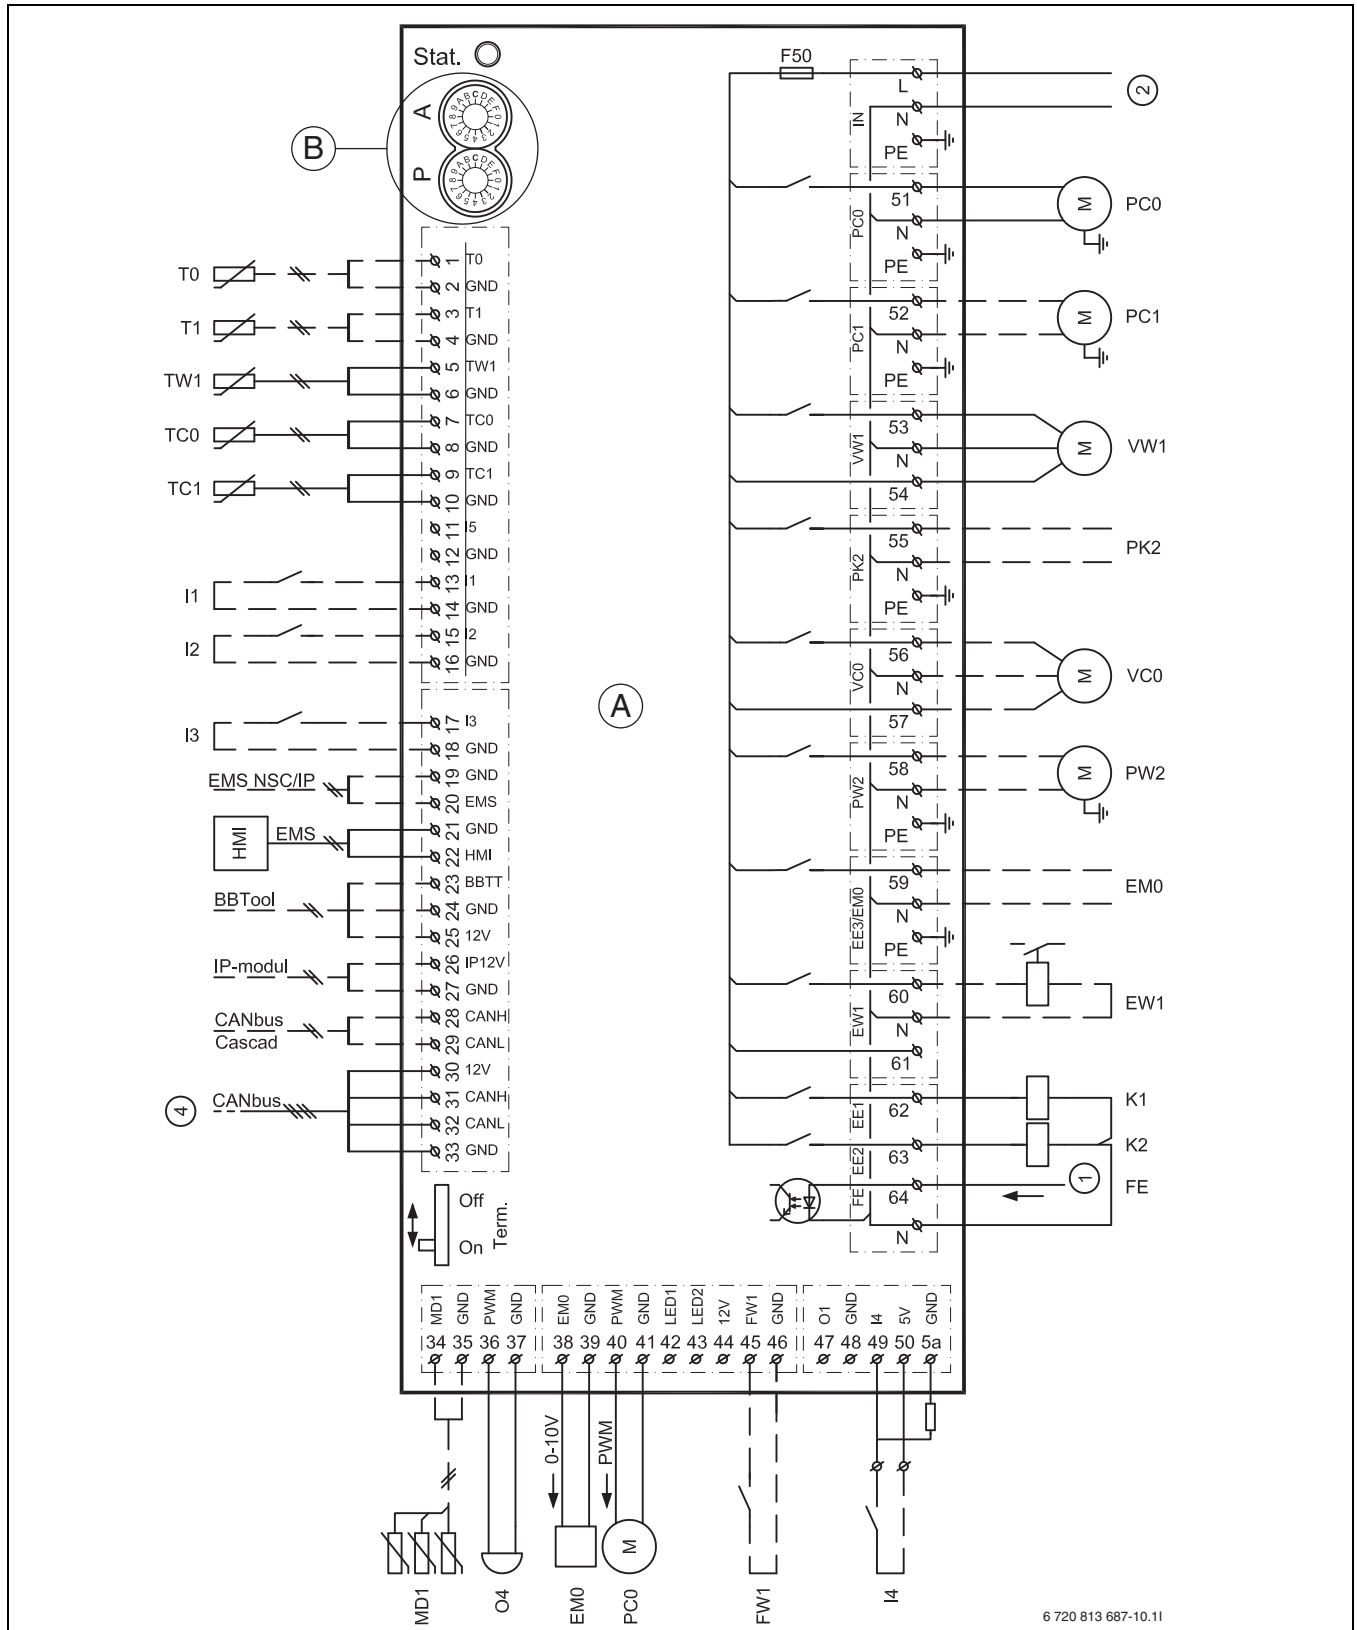 Stat.
A
P
B
F50
L
N
PE
IN
2
51
N
PE
PC0
PC0
M
52
N
PE
PC1
PC1
M
53
N
54
VW1
VW1
M
55
N
PE
PK2
PK2
56
N
57
VC0
VC0
M
58
N
PE
PW2
PW2
M
59
N
PE
EE3/EM0
EM0
60
N
61
EW1
EW1
62
EE1
K1
63
EE2
K2
64
FE
N
1
FE
A
T0 1 T0
2 GND
T1 3 T1
4 GND
TW1 5 TW1
6 GND
TC0 7 TC0
8 GND
TC1 9 TC1
10 GND
11 I5
12 GND
I1 13 I1
14 GND
I2 15 I2
16 GND
I3 17 I3
18 GND
EMS NSC/IP 19 GND
20 EMS
HMI EMS 21 GND
22 HMI
BBTool 23 BBTT
24 GND
25 12V
IP-modul 26 IP12V
27 GND
CANbus 28 CANH
Cascad 29 CANL
30 12V
4 CANbus 31 CANH
32 CANL
33 GND
Off
On
Term.
MD1 GND PWM GND EM0 GND PWM GND LED1 LED2 12V FW1 GND O1 GND I4 5V GND
34 35 36 37 38 39 40 41 42 43 44 45 46 47 48 49 50 5a
0-10V
PWM
M
MD1 O4 EM0 PC0 FW1 I4
6 720 813 687-10.1I